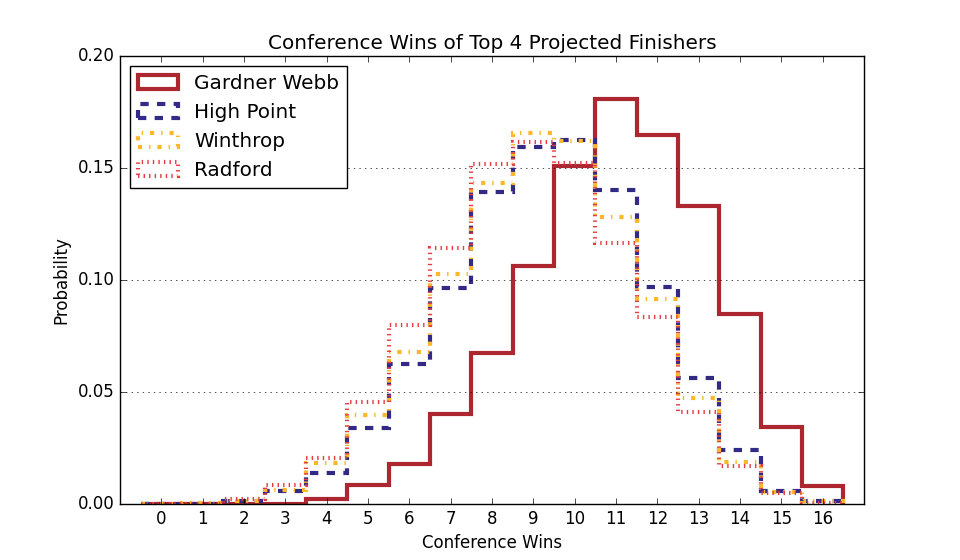 Conference Wins of Top 4 Projected Finishers
0.20
0.15
0.10
0.05
0.00
Probability
Gardner Webb
High Point
Winthrop
Radford
0 1 2 3 4 5 6 7 8 9 10 11 12 13 14 15 16
Conference Wins